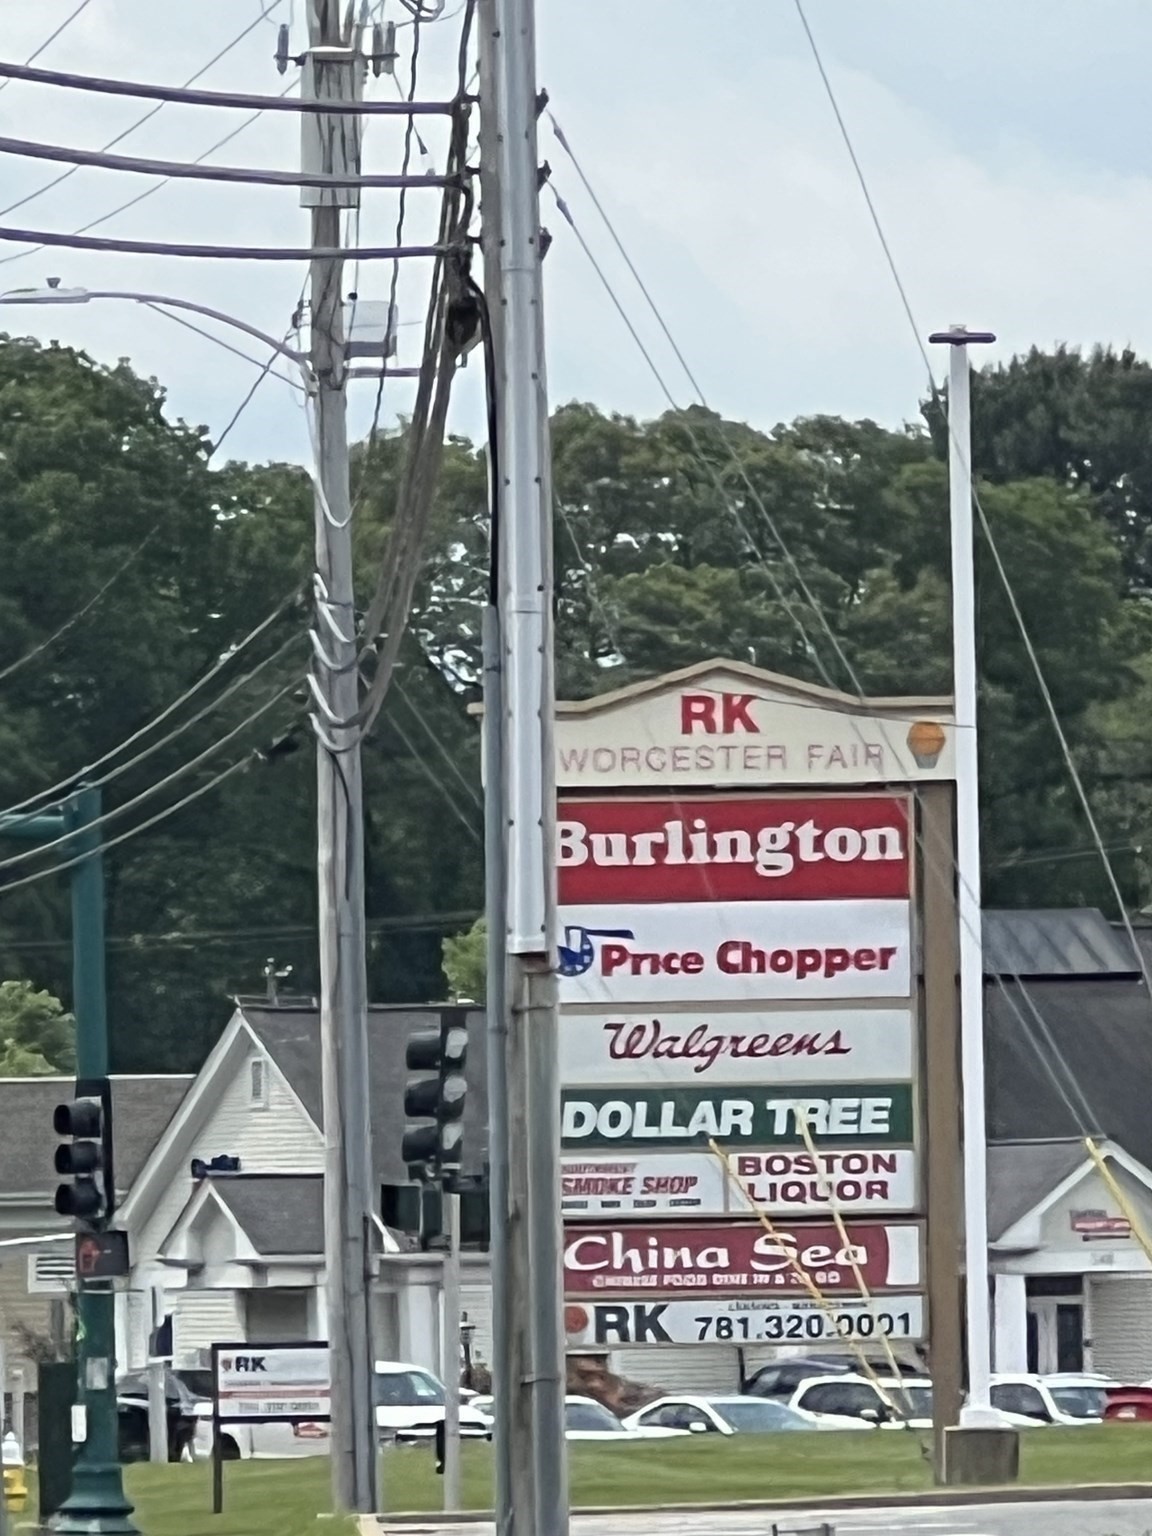 RK
WORCESTER FAIR
Burlington
Price Chopper
Walgreens
DOLLAR TREE
SMOKE SHOP
BOSTON
LIQUOR
China Sea
RK 781.320.0001
RK